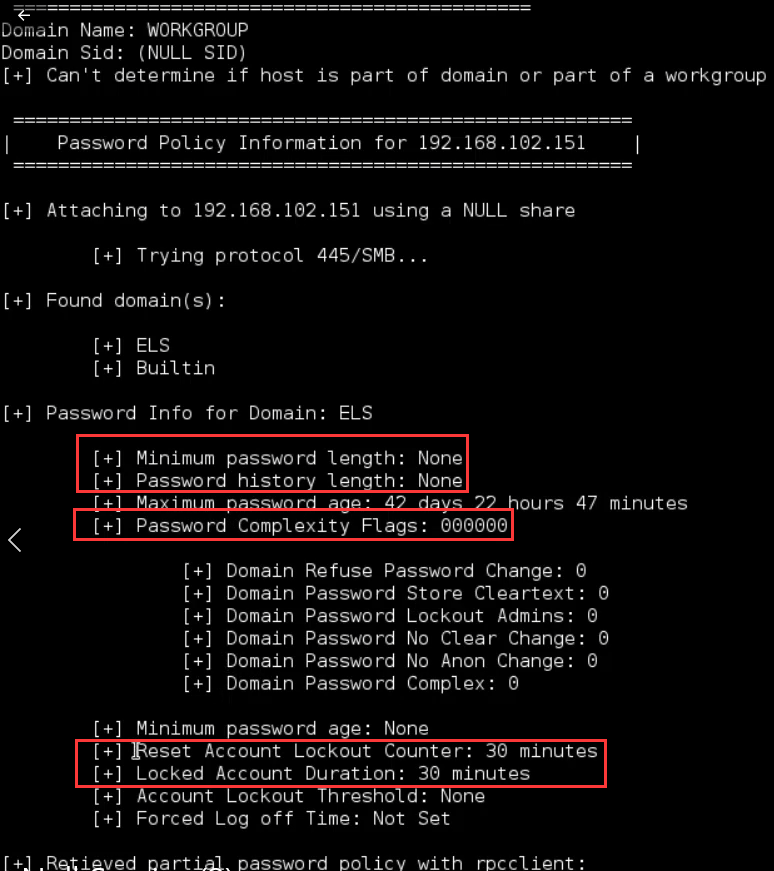 ==============================================
Domain Name: WORKGROUP
Domain Sid: (NULL SID)
[+] Can't determine if host is part of domain or part of a workgroup
=======================================================
|    Password Policy Information for 192.168.102.151    |
=======================================================
[+] Attaching to 192.168.102.151 using a NULL share
[+] Trying protocol 445/SMB...
[+] Found domain(s):
[+] ELS
[+] Builtin
[+] Password Info for Domain: ELS
[+] Minimum password length: None
[+] Password history length: None
[+] Maximum password age: 42 days 22 hours 47 minutes
[+] Password Complexity Flags: 000000
[+] Domain Refuse Password Change: 0
[+] Domain Password Store Cleartext: 0
[+] Domain Password Lockout Admins: 0
[+] Domain Password No Clear Change: 0
[+] Domain Password No Anon Change: 0
[+] Domain Password Complex: 0
[+] Minimum password age: None
[+] Reset Account Lockout Counter: 30 minutes
[+] Locked Account Duration: 30 minutes
[+] Account Lockout Threshold: None
[+] Forced Log off Time: Not Set
[+] Retieved partial password policy with rpcclient: